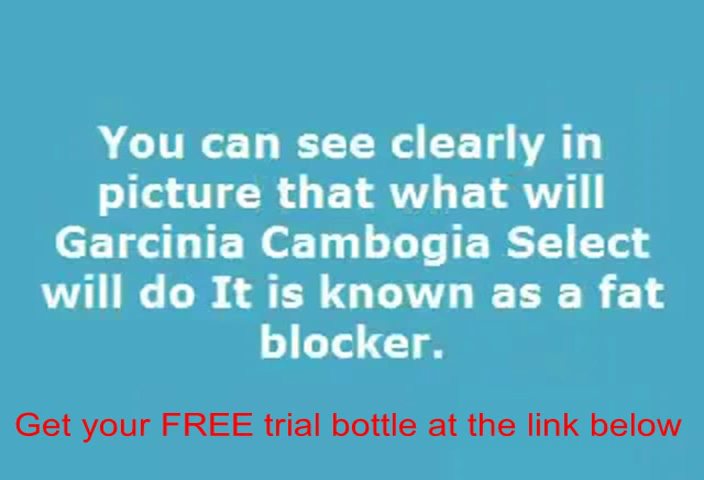 You can see clearly in
picture that what will
Garcinia Cambogia Select
will do It is known as a fat
blocker.
Get your FREE trial bottle at the link below